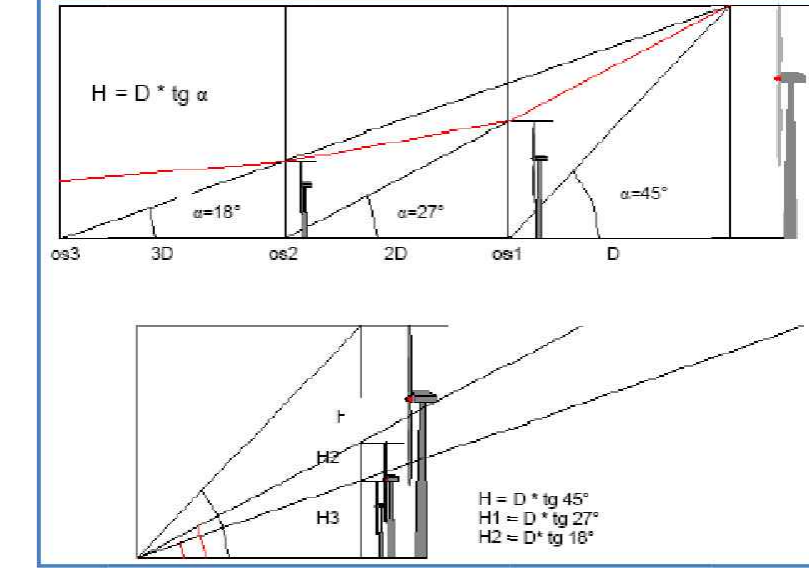 H = D * tg α
α=18°
α=27°
α=45°
os3
3D
os2
2D
os1
D
H2
H3
H = D * tg 45°
H1 = D* tg 27°
H2 = D* tg 18°